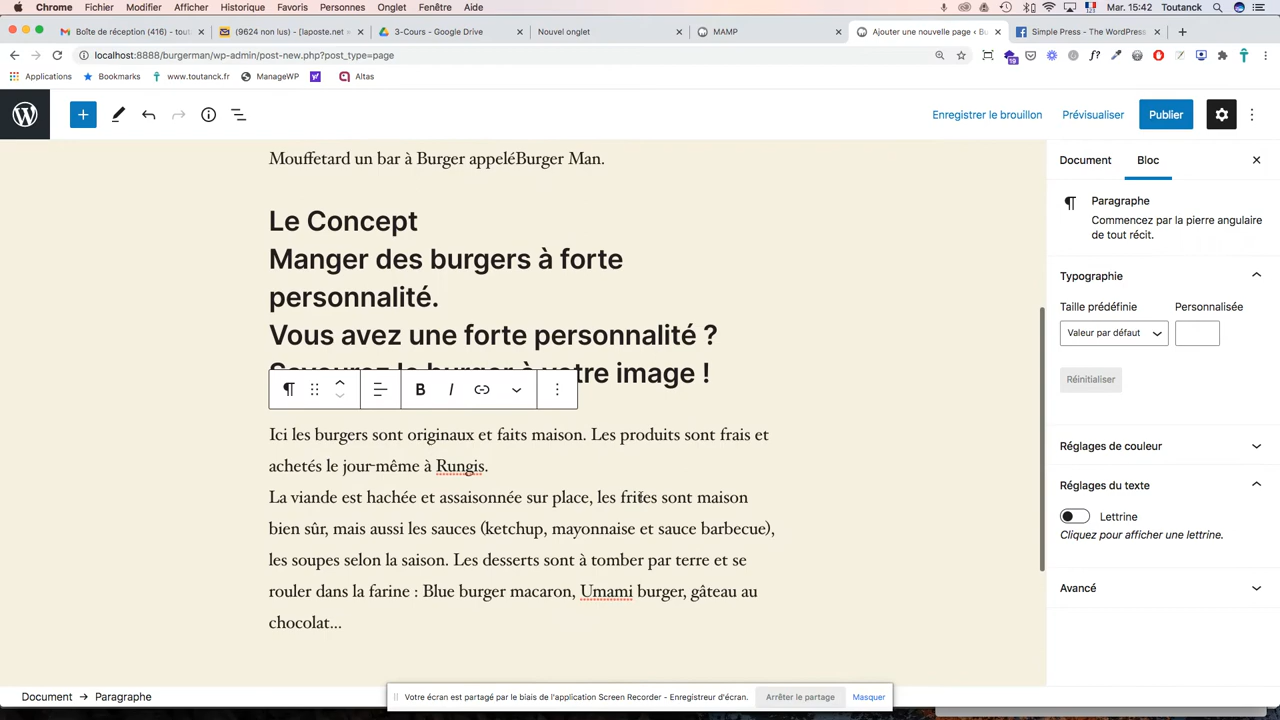 Chrome Fichier Modifier Afficher Historique Favoris Personnes Onglet Fenêtre Aide Mar. 15:42 Toutanck
Boîte de réception (416) - tout (9624 non lus) | laposte.net 3-Cours - Google Drive Nouvel onglet MAMP Ajouter une nouvelle page ‹ Bu Simple Press - The WordPress
localhost:8888/burgerman/wp-admin/post-new.php?post_type=page
19
Applications Bookmarks www.toutanck.fr ManageWP Altas
Enregistrer le brouillon Prévisualiser Publier
Mouffetard un bar à Burger appeléBurger Man.
Le Concept
Manger des burgers à forte
personnalité.
Vous avez une forte personnalité ?
Savourez le burger à votre image !
B I
Ici les burgers sont originaux et faits maison. Les produits sont frais et
achetés le jour-même à Rungis.
La viande est hachée et assaisonnée sur place, les frites sont maison
bien sûr, mais aussi les sauces (ketchup, mayonnaise et sauce barbecue),
les soupes selon la saison. Les desserts sont à tomber par terre et se
rouler dans la farine : Blue burger macaron, Umami burger, gâteau au
chocolat…
Document Bloc
Paragraphe
Commencez par la pierre angulaire
de tout récit.
Typographie
Taille prédéfinie Personnalisée
Valeur par défaut
Réinitialiser
Réglages de couleur
Réglages du texte
Lettrine
Cliquez pour afficher une lettrine.
Avancé
Document → Paragraphe
Votre écran est partagé par le biais de l'application Screen Recorder - Enregistreur d'écran. Arrêter le partage Masquer